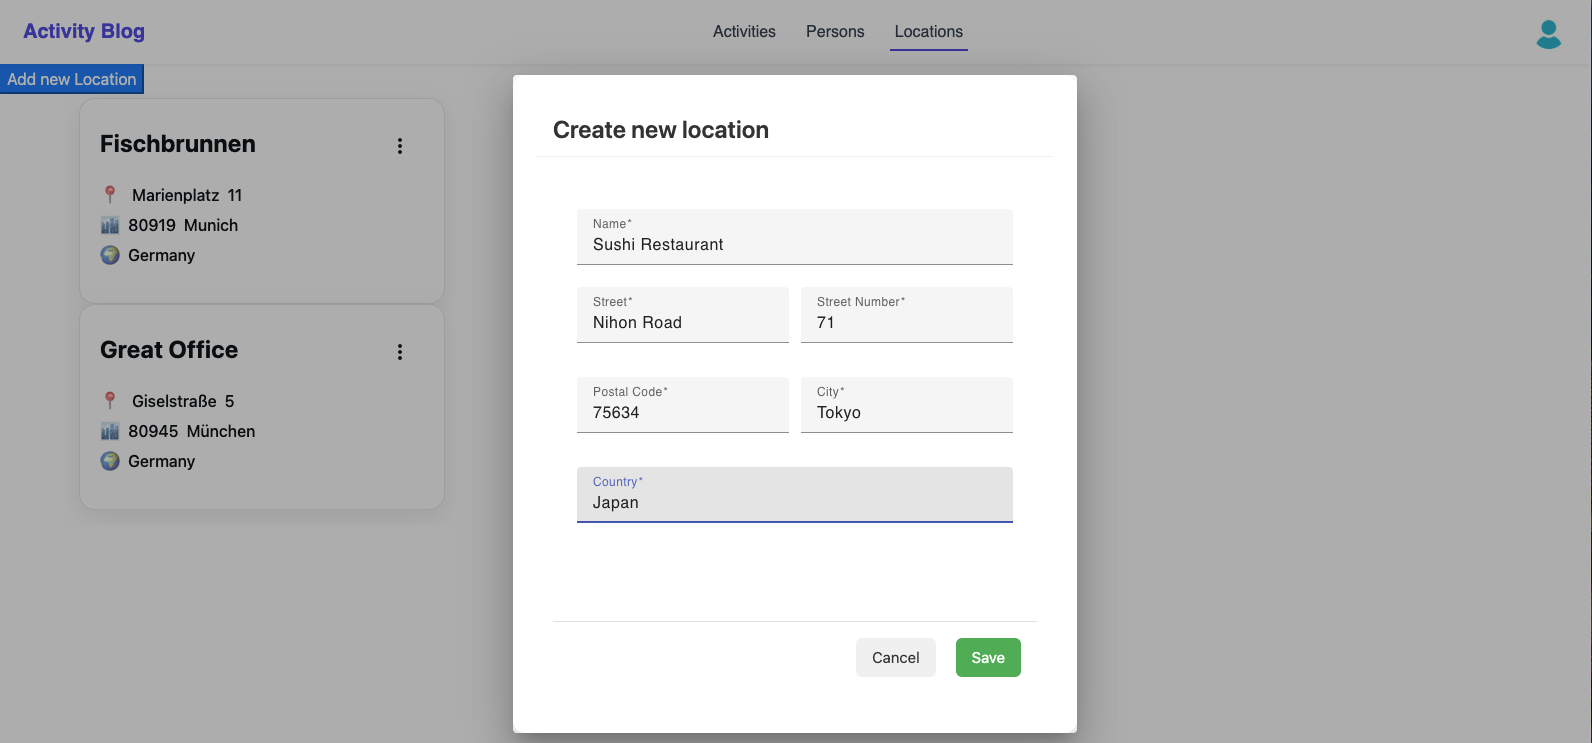 Activity Blog
Activities Persons Locations
Add new Location
Fischbrunnen
Marienplatz 11
80919 Munich
Germany
Great Office
Giselstraße 5
80945 München
Germany
Create new location
Name*
Sushi Restaurant
Street*
Nihon Road
Street Number*
71
Postal Code*
75634
City*
Tokyo
Country*
Japan
Cancel Save